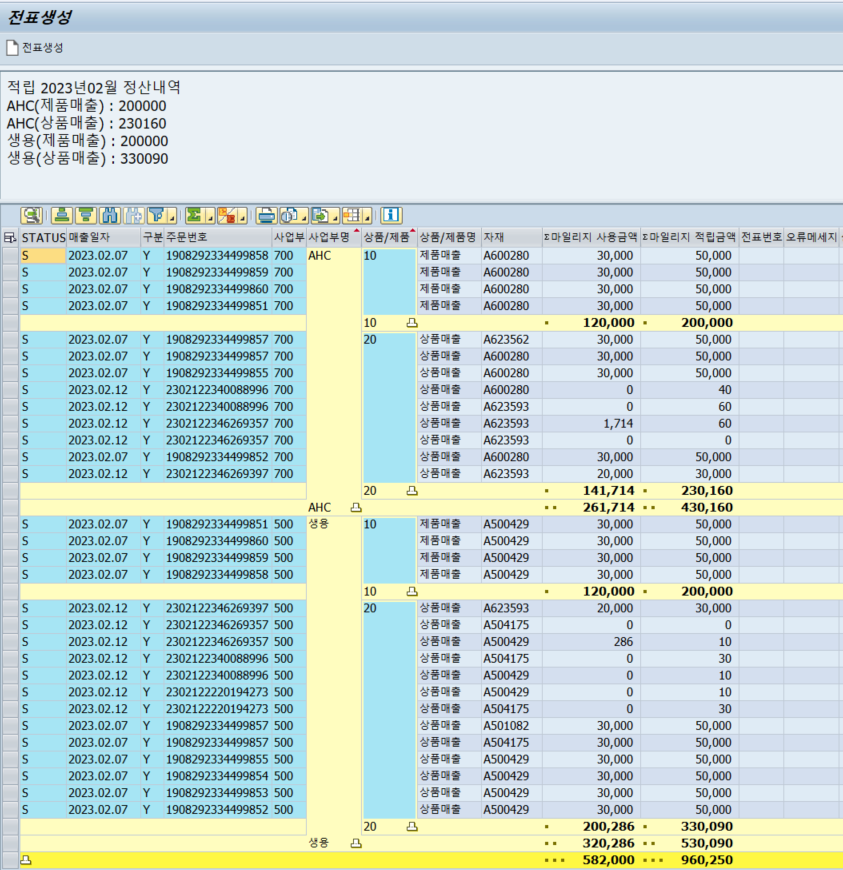 전표생성
전표생성
적립 2023년02월 정산내역
AHC(제품매출) : 200000
AHC(상품매출) : 230160
생용(제품매출) : 200000
생용(상품매출) : 330090
STATUS 매출일자 구분 주문번호 사업부 사업부명 상품/제품 상품/제품명 자재 Σ마일리지 사용금액 Σ마일리지 적립금액 전표번호 오류메세지
S 2023.02.07 Y 1908292334499858 700 AHC 10 제품매출 A600280 30,000 50,000
S 2023.02.07 Y 1908292334499859 700 제품매출 A600280 30,000 50,000
S 2023.02.07 Y 1908292334499860 700 제품매출 A600280 30,000 50,000
S 2023.02.07 Y 1908292334499851 700 제품매출 A600280 30,000 50,000
10 ▪ 120,000 ▪ 200,000
S 2023.02.07 Y 1908292334499857 700 20 상품매출 A623562 30,000 50,000
S 2023.02.07 Y 1908292334499857 700 상품매출 A600280 30,000 50,000
S 2023.02.07 Y 1908292334499855 700 상품매출 A600280 30,000 50,000
S 2023.02.12 Y 2302122340088996 700 상품매출 A600280 0 40
S 2023.02.12 Y 2302122340088996 700 상품매출 A623593 0 60
S 2023.02.12 Y 2302122346269357 700 상품매출 A623593 1,714 60
S 2023.02.12 Y 2302122346269357 700 상품매출 A623593 0 0
S 2023.02.07 Y 1908292334499852 700 상품매출 A600280 30,000 50,000
S 2023.02.12 Y 2302122346269397 700 상품매출 A623593 20,000 30,000
20 ▪ 141,714 ▪ 230,160
AHC ▪▪ 261,714 ▪▪ 430,160
S 2023.02.07 Y 1908292334499851 500 생용 10 제품매출 A500429 30,000 50,000
S 2023.02.07 Y 1908292334499860 500 제품매출 A500429 30,000 50,000
S 2023.02.07 Y 1908292334499859 500 제품매출 A500429 30,000 50,000
S 2023.02.07 Y 1908292334499858 500 제품매출 A500429 30,000 50,000
10 ▪ 120,000 ▪ 200,000
S 2023.02.12 Y 2302122346269397 500 20 상품매출 A623593 20,000 30,000
S 2023.02.12 Y 2302122346269357 500 상품매출 A504175 0 0
S 2023.02.12 Y 2302122346269357 500 상품매출 A500429 286 10
S 2023.02.12 Y 2302122340088996 500 상품매출 A504175 0 30
S 2023.02.12 Y 2302122340088996 500 상품매출 A500429 0 10
S 2023.02.12 Y 2302122220194273 500 상품매출 A500429 0 10
S 2023.02.12 Y 2302122220194273 500 상품매출 A504175 0 30
S 2023.02.07 Y 1908292334499857 500 상품매출 A501082 30,000 50,000
S 2023.02.07 Y 1908292334499857 500 상품매출 A504175 30,000 50,000
S 2023.02.07 Y 1908292334499855 500 상품매출 A500429 30,000 50,000
S 2023.02.07 Y 1908292334499854 500 상품매출 A500429 30,000 50,000
S 2023.02.07 Y 1908292334499853 500 상품매출 A500429 30,000 50,000
S 2023.02.07 Y 1908292334499852 500 상품매출 A500429 30,000 50,000
20 ▪ 200,286 ▪ 330,090
생용 ▪▪ 320,286 ▪▪ 530,090
▪▪▪ 582,000 ▪▪▪ 960,250